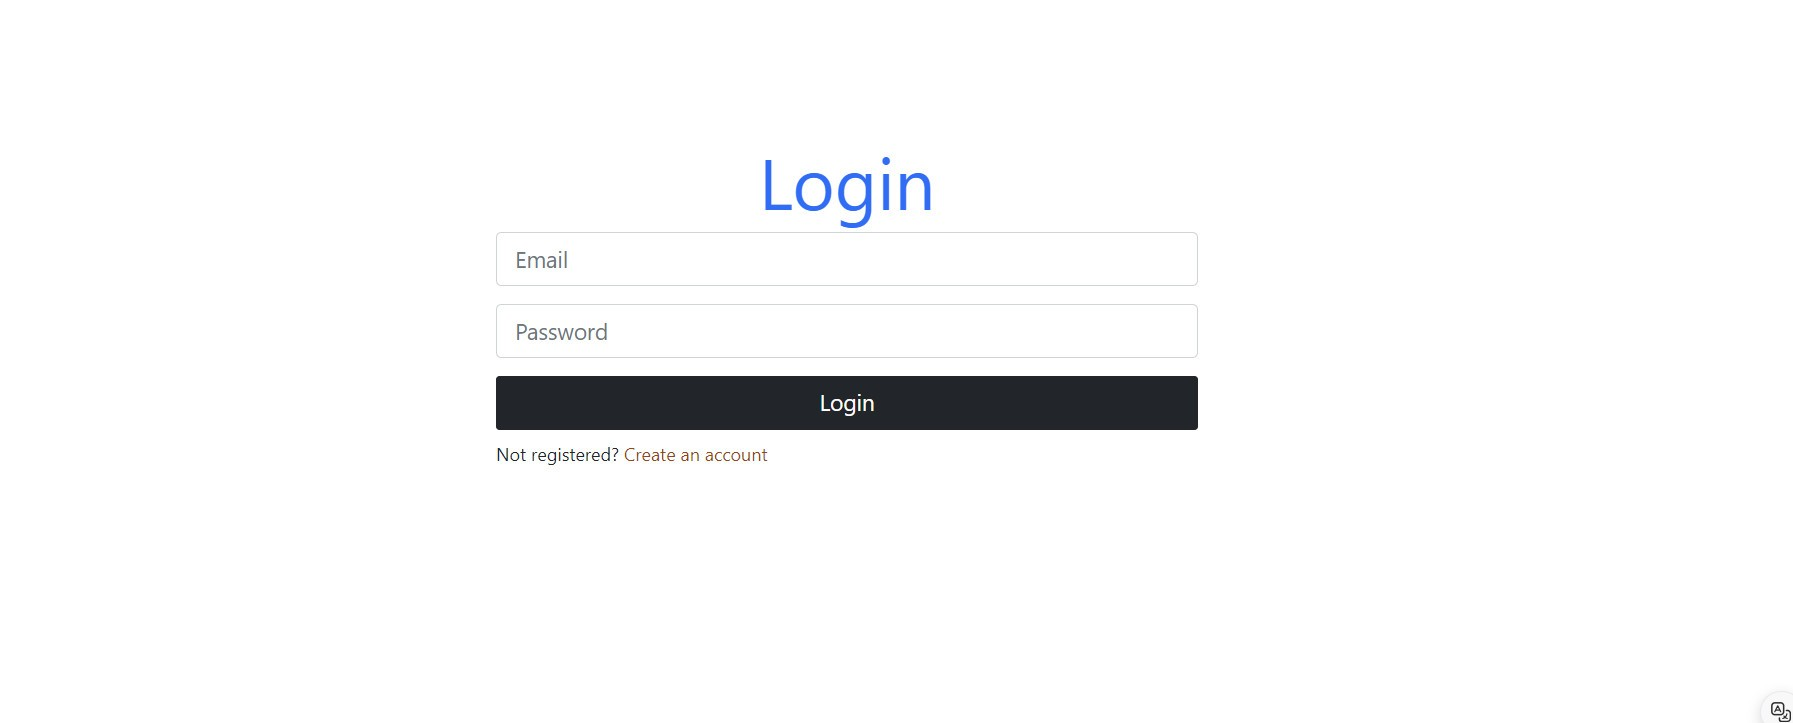 Login
Email
Password
Login
Not registered? Create an account